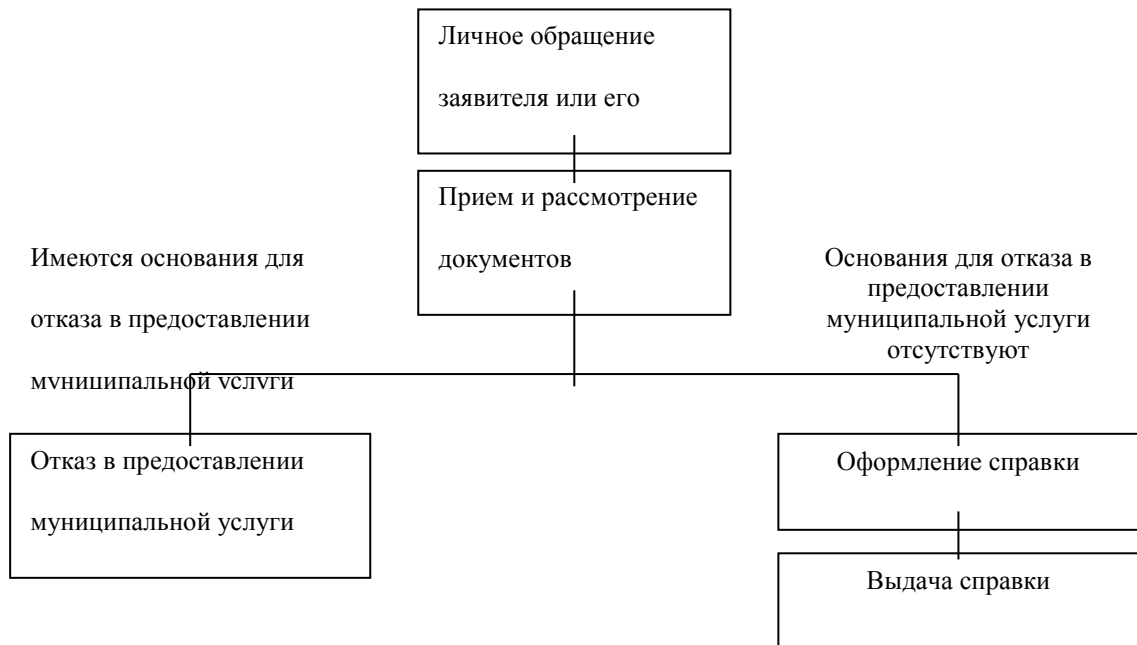 Личное обращение
заявителя или его
Прием и рассмотрение
документов
Имеются основания для
отказа в предоставлении
муниципальной услуги
Основания для отказа в
предоставлении
муниципальной услуги
отсутствуют
Отказ в предоставлении
муниципальной услуги
Оформление справки
Выдача справки